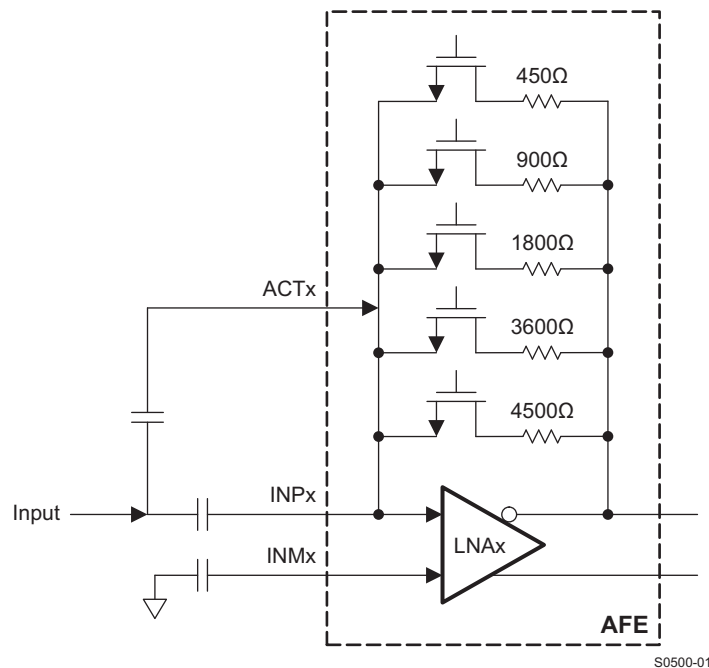 450Ω
900Ω
1800Ω
ACTx
3600Ω
4500Ω
Input
INPx
LNAx
INMx
AFE
S0500-01